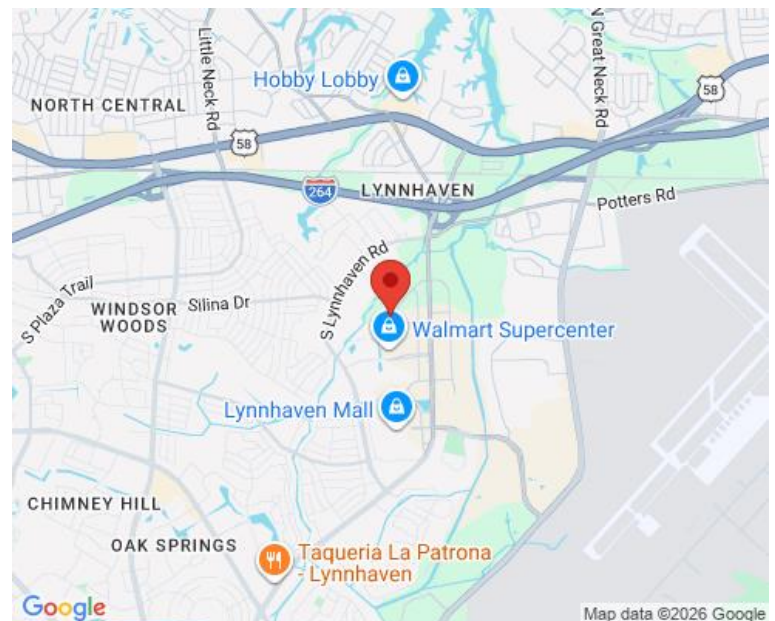 Little Neck Rd
N Great Neck Rd
Hobby Lobby
58
NORTH CENTRAL
58
264
LYNNHAVEN
Potters Rd
S Lynnhaven Rd
S Plaza Trail
WINDSOR
WOODS
Silina Dr
Walmart Supercenter
Lynnhaven Mall
CHIMNEY HILL
OAK SPRINGS
Taqueria La Patrona
- Lynnhaven
Google
Map data ©2026 Google